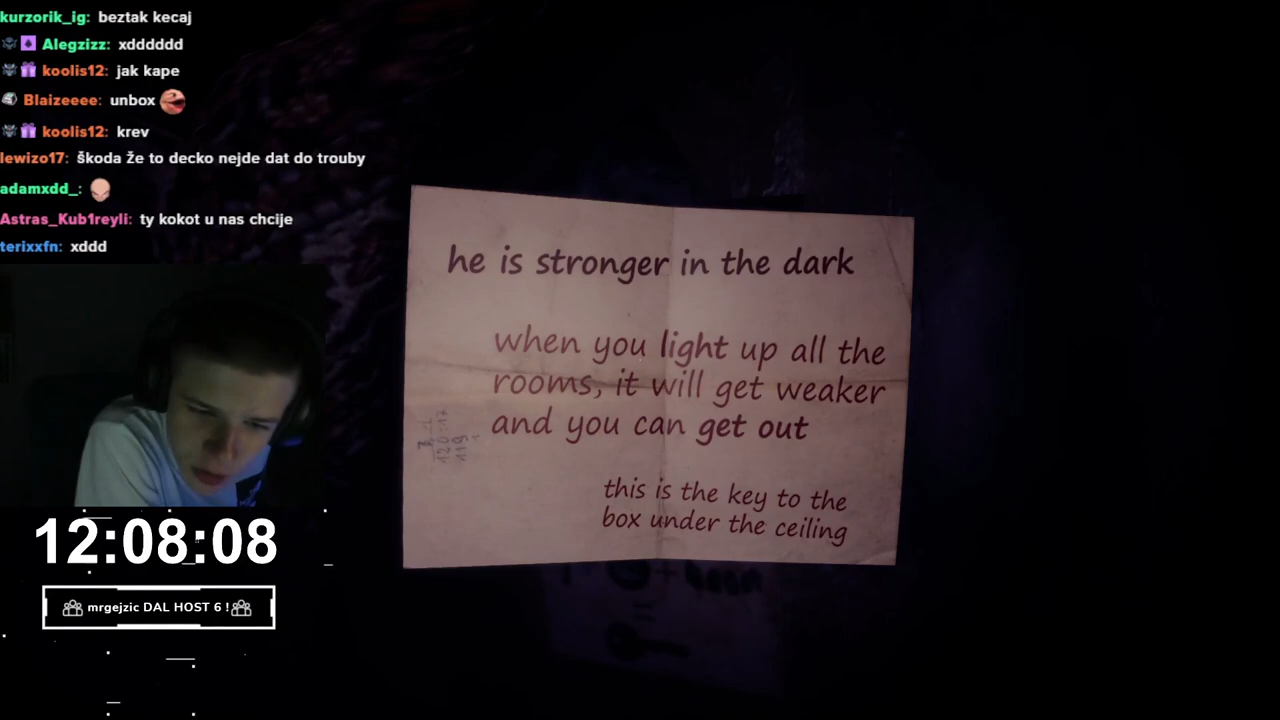 kurzorik_ig: beztak kecaj
Alegzizz: xdddddd
koolis12: jak kape
Blaizeeee: unbox
koolis12: krev
lewizo17: škoda že to decko nejde dat do trouby
adamxdd_:
Astras_Kub1reyli: ty kokot u nas chcije
terixxfn: xddd
he is stronger in the dark
when you light up all the
rooms, it will get weaker
and you can get out
this is the key to the
box under the ceiling
12:08:08
mrgejzic DAL HOST 6 !